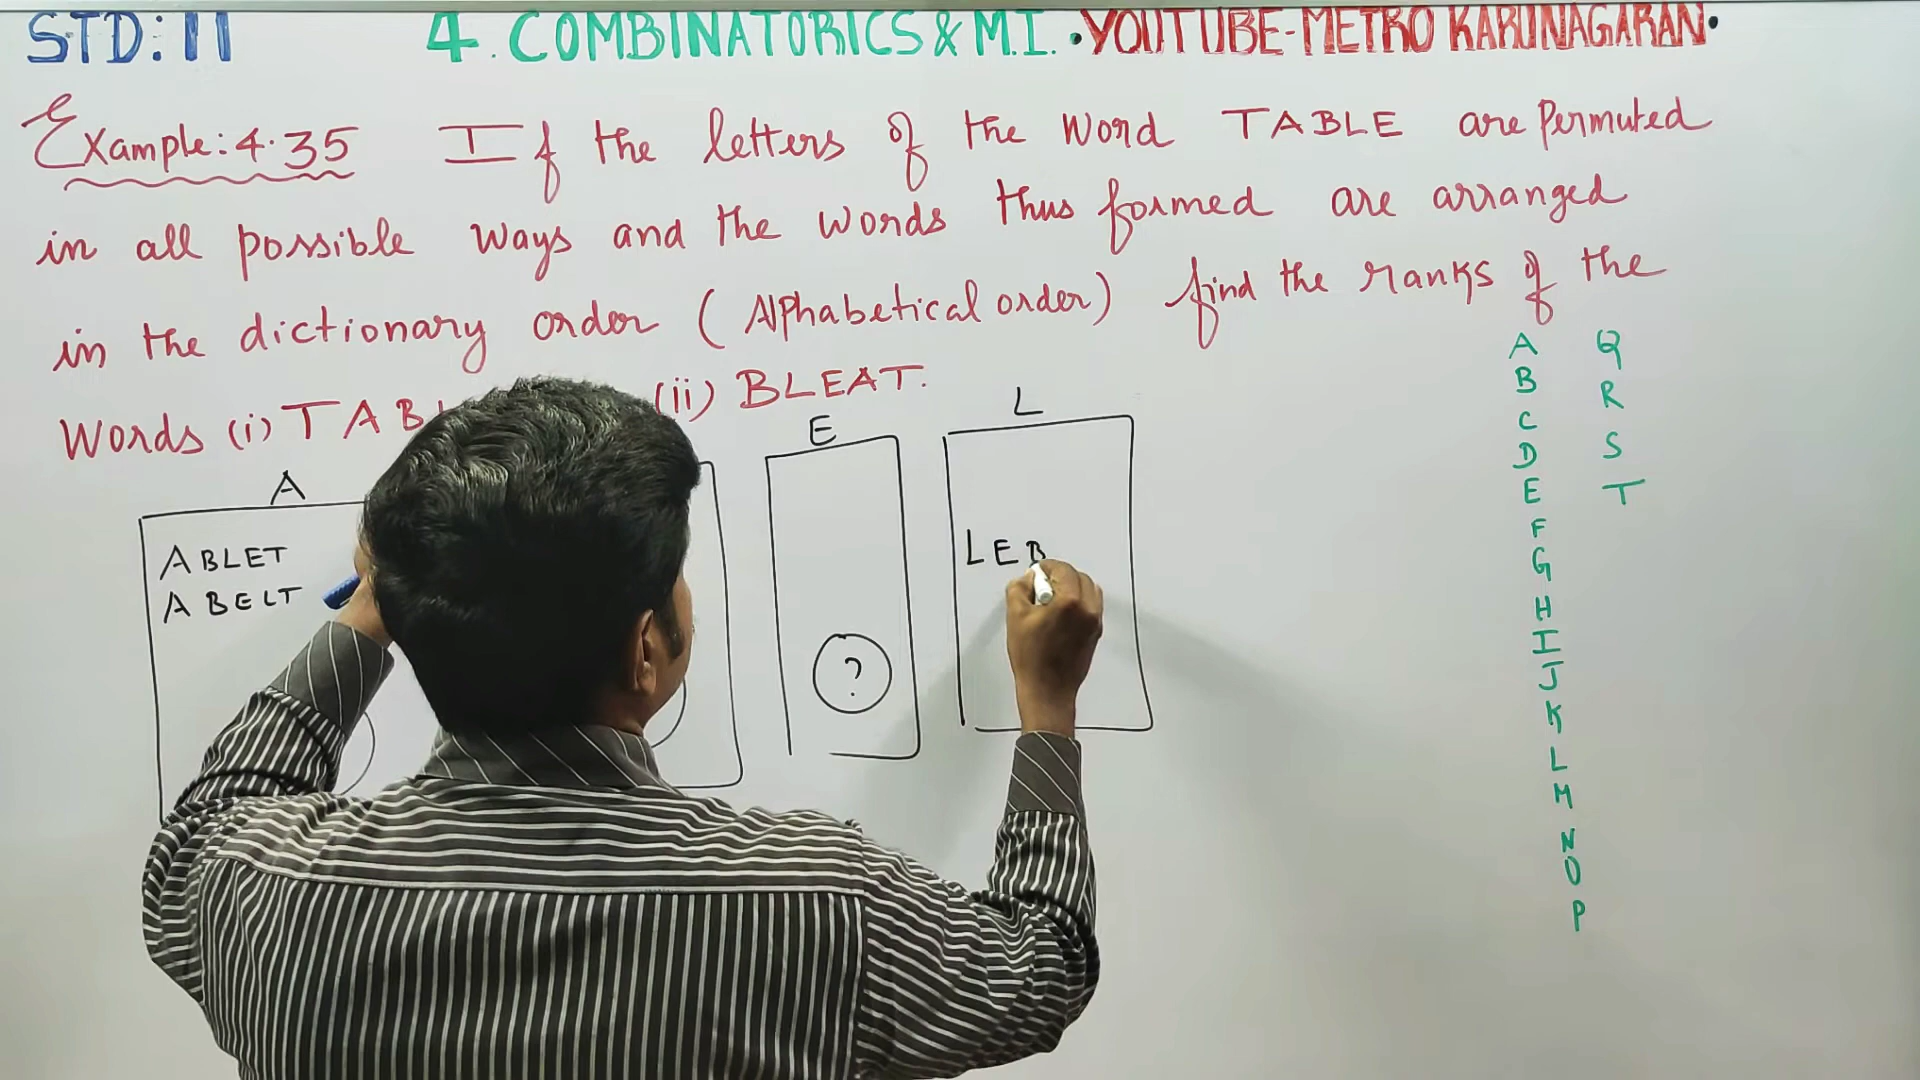 STD: 11 4. COMBINATORICS & M.I. • YOUTUBE-METRO KARUNAGARAN •
Example: 4.35 If the letters of the word TABLE are Permuted
in all possible ways and the words thus formed are arranged
in the dictionary order (Alphabetical order) find the ranks of the
Words (i) TABL (ii) BLEAT.
A E L
ABLET
ABELT
LEB
?
A
B
C
D
E
F
G
H
I
J
K
L
M
N
O
P
Q
R
S
T